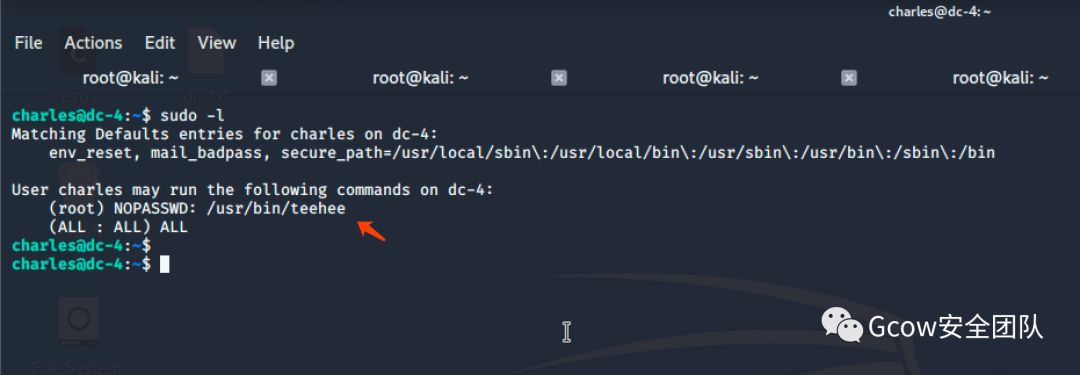 charles@dc-4: ~
File Actions Edit View Help
root@kali: ~ root@kali: ~ root@kali: ~ root@kali: ~
read.c dic.txt
charles@dc-4:~$ sudo -l
Matching Defaults entries for charles on dc-4:
env_reset, mail_badpass, secure_path=/usr/local/sbin\:/usr/local/bin\:/usr/sbin\:/usr/bin\:/sbin\:/bin
User charles may run the following commands on dc-4:
(root) NOPASSWD: /usr/bin/teehee
(ALL : ALL) ALL
charles@dc-4:~$
charles@dc-4:~$
Gcow安全团队
File System